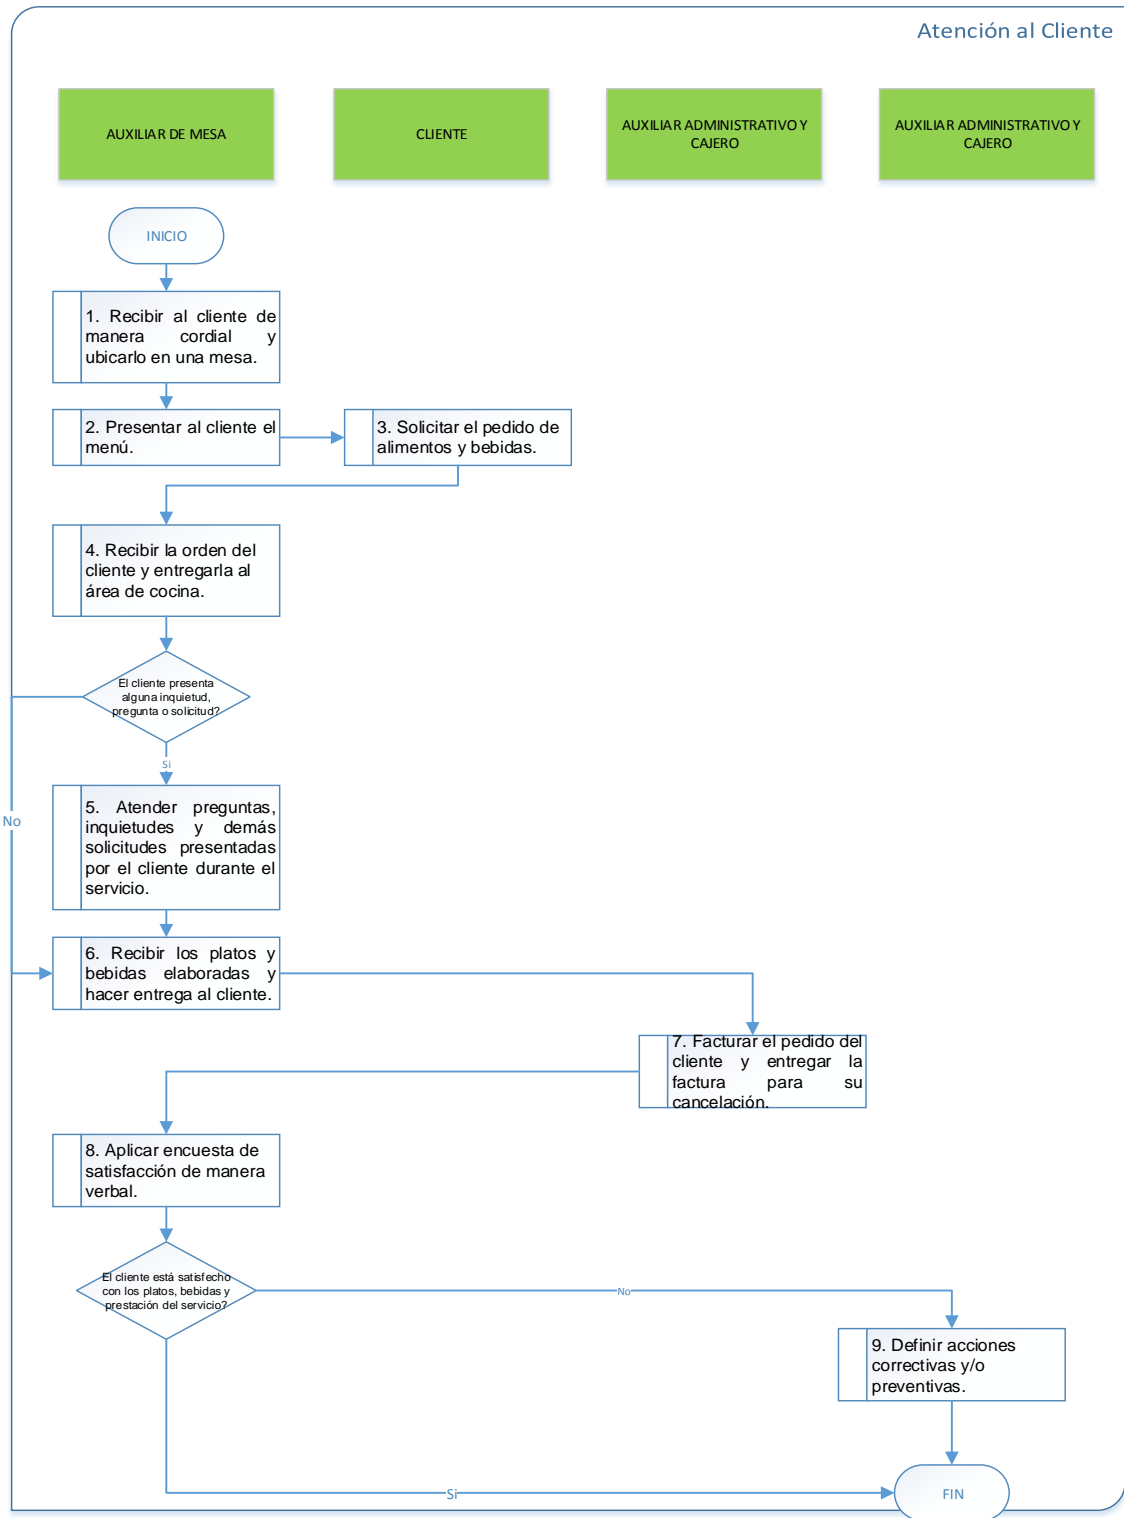 Atención al Cliente
AUXILIAR DE MESA
CLIENTE
AUXILIAR ADMINISTRATIVO Y
CAJERO
AUXILIAR ADMINISTRATIVO Y
CAJERO
INICIO
1. Recibir al cliente de
manera cordial y
ubicarlo en una mesa.
2. Presentar al cliente el
menú.
3. Solicitar el pedido de
alimentos y bebidas.
4. Recibir la orden del
cliente y entregarla al
área de cocina.
El cliente presenta
alguna inquietud,
pregunta o solicitud?
Si
No
5. Atender preguntas,
inquietudes y demás
solicitudes presentadas
por el cliente durante el
servicio.
6. Recibir los platos y
bebidas elaboradas y
hacer entrega al cliente.
7. Facturar el pedido del
cliente y entregar la
factura para su
cancelación.
8. Aplicar encuesta de
satisfacción de manera
verbal.
El cliente está satisfecho
con los platos, bebidas y
prestación del servicio?
No
9. Definir acciones
correctivas y/o
preventivas.
Si
FIN